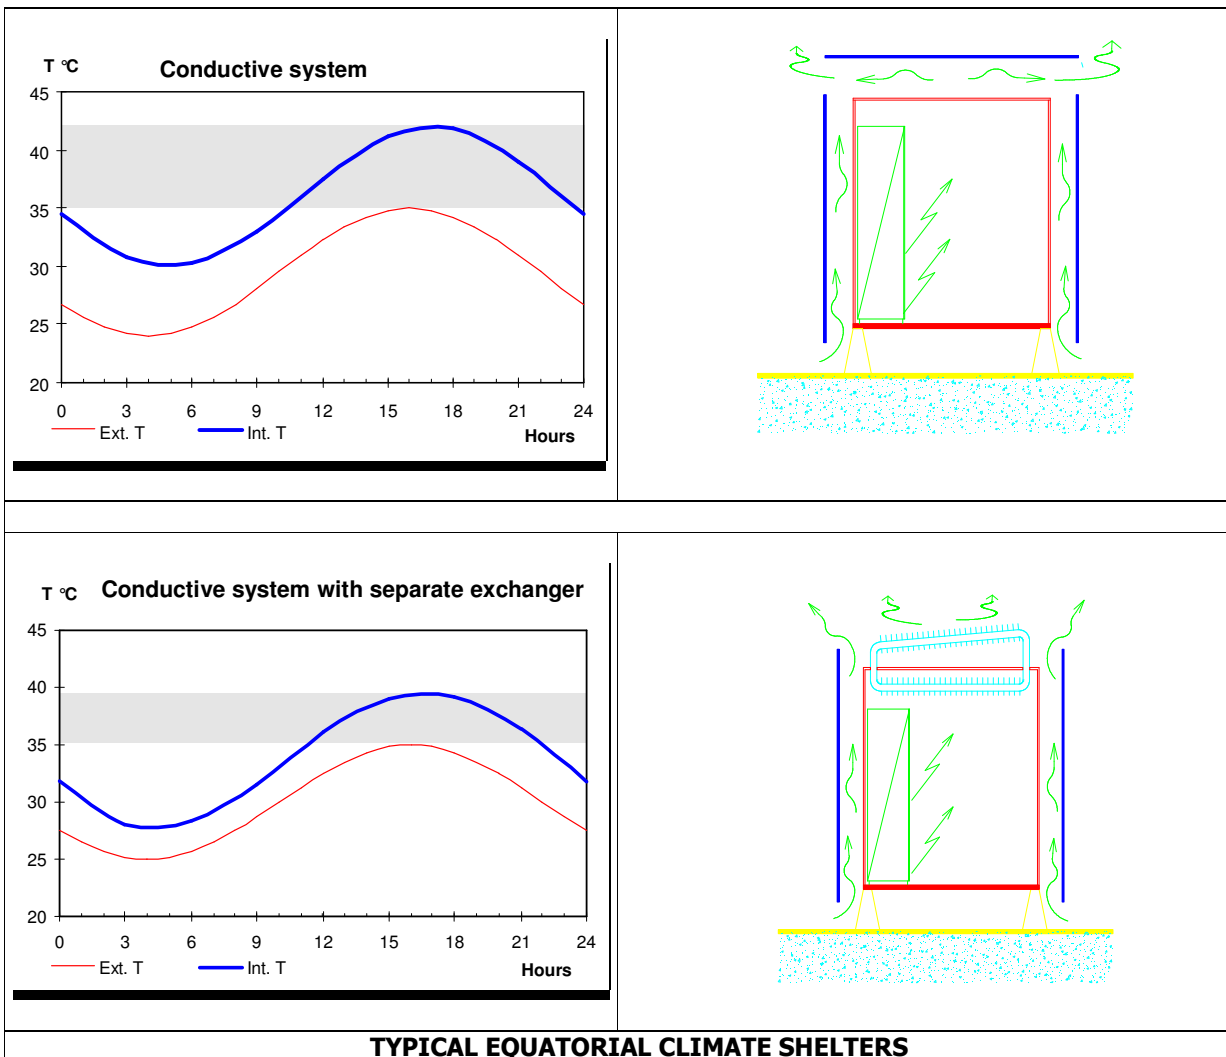 T °C Conductive system
45
40
35
30
25
20
0 3 6 9 12 15 18 21 24
Ext. T Int. T Hours
T °C Conductive system with separate exchanger
45
40
35
30
25
20
0 3 6 9 12 15 18 21 24
Ext. T Int. T Hours
TYPICAL EQUATORIAL CLIMATE SHELTERS